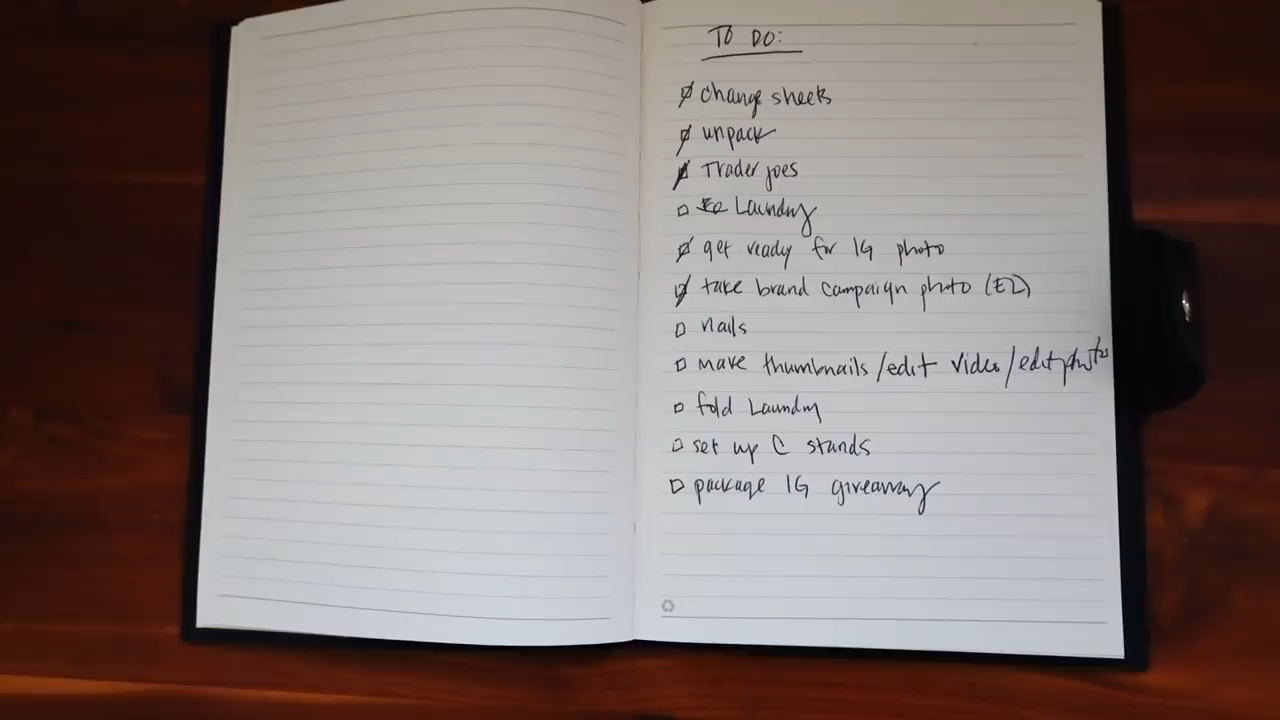 TO DO:
change sheets
unpack
Trader joes
Laundry
get ready for IG photo
take brand campaign photo (EZ)
nails
make thumbnails/edit video/edit photos
fold Laundry
set up C stands
package IG giveaway